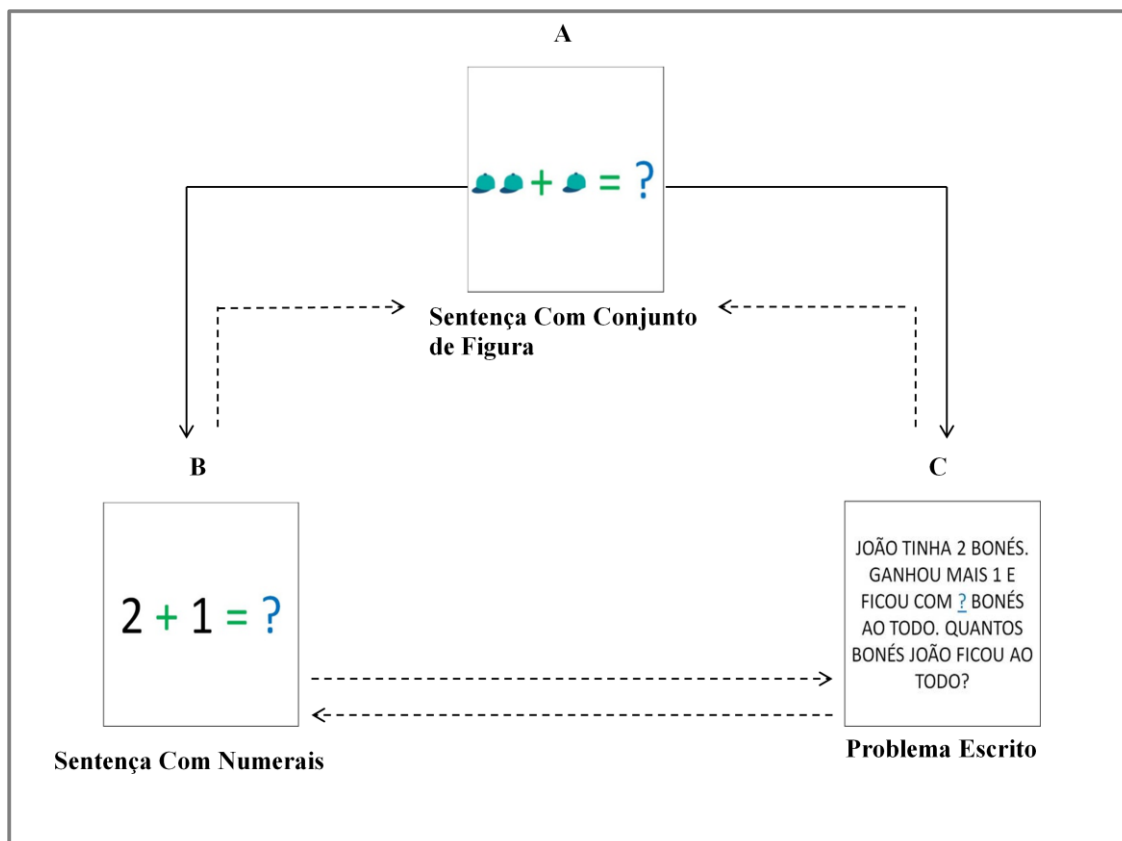 A
+ = ?
Sentença Com Conjunto
de Figura
B
C
2 + 1 = ?
JOÃO TINHA 2 BONÉS.
GANHOU MAIS 1 E
FICOU COM ? BONÉS
AO TODO. QUANTOS
BONÉS JOÃO FICOU AO
TODO?
Sentença Com Numerais
Problema Escrito